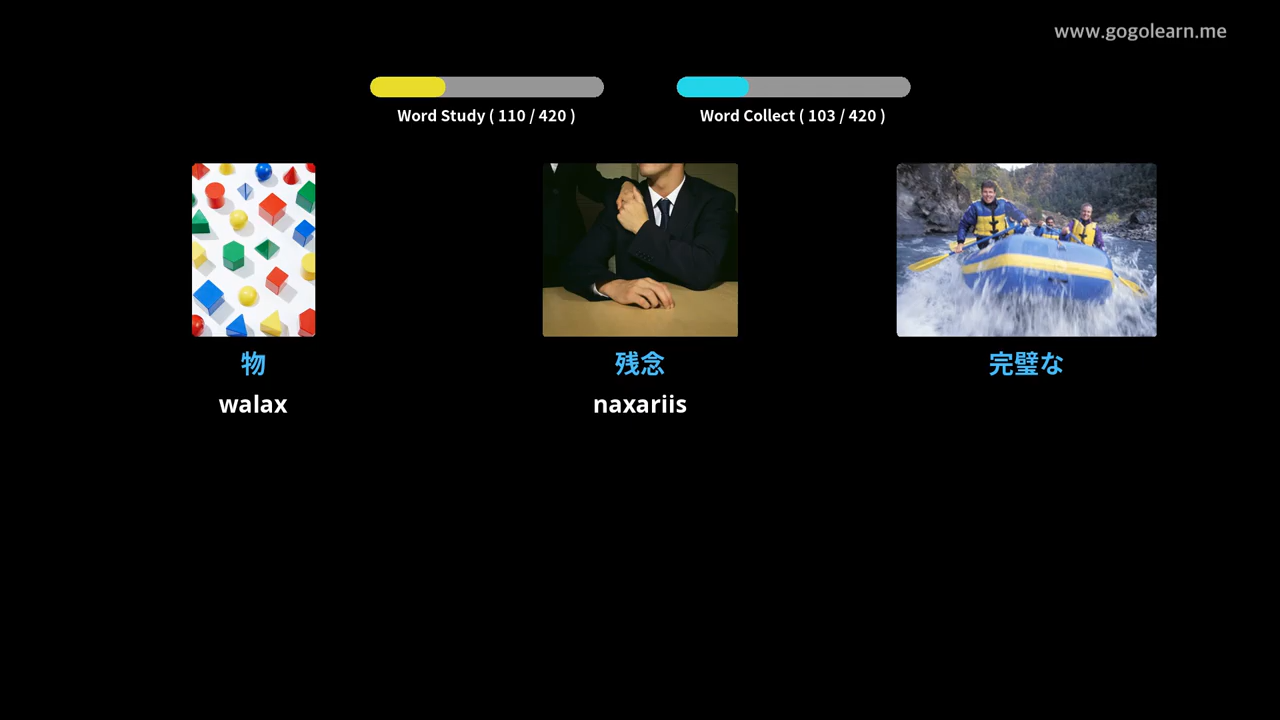 www.gogolearn.me
Word Study ( 110 / 420 )
Word Collect ( 103 / 420 )
物
残念
完璧な
walax
naxariis